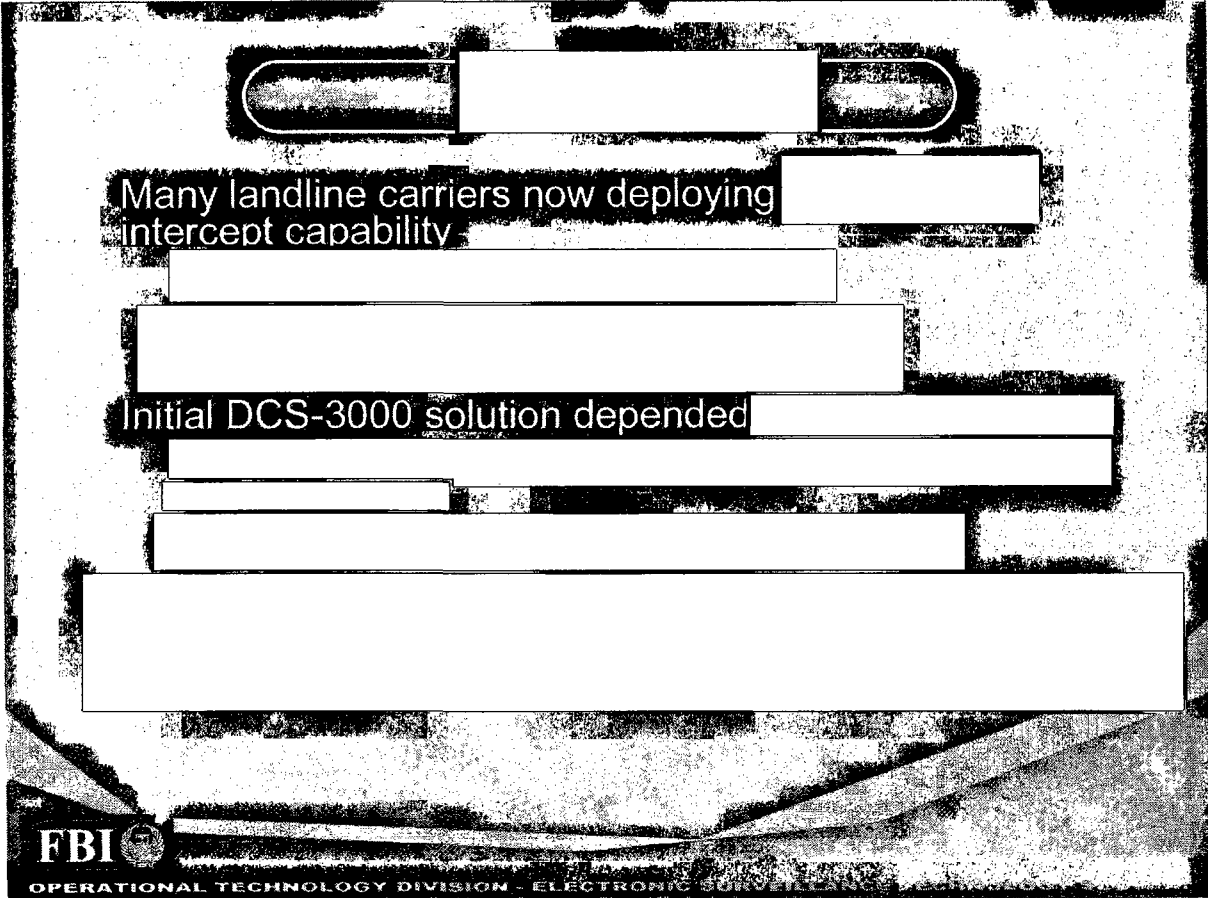 Many landline carriers now deploying
intercept capability
Initial DCS-3000 solution depended
FBI
OPERATIONAL TECHNOLOGY DIVISION - ELECTRONIC SURVEILLANCE